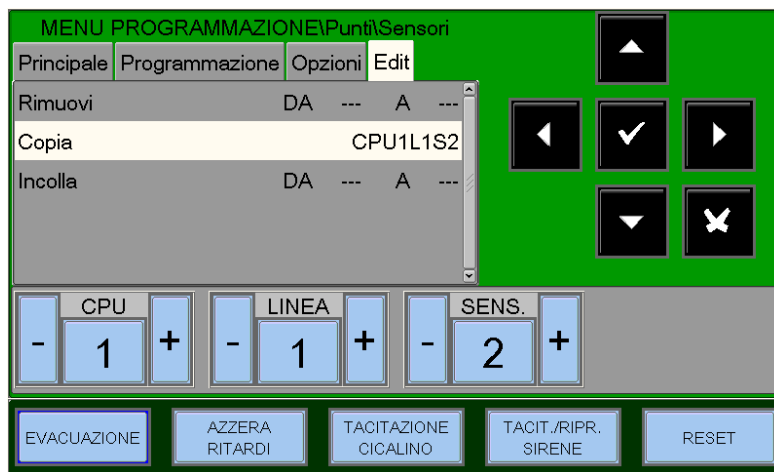 MENU PROGRAMMAZIONE\Punti\Sensori
Principale Programmazione Opzioni Edit
Rimuovi DA --- A ---
Copia CPU1L1S2
Incolla DA --- A ---
CPU LINEA SENS.
- 1 + - 1 + - 2 +
EVACUAZIONE AZZERA RITARDI TACITAZIONE CICALINO TACIT./RIPR. SIRENE RESET